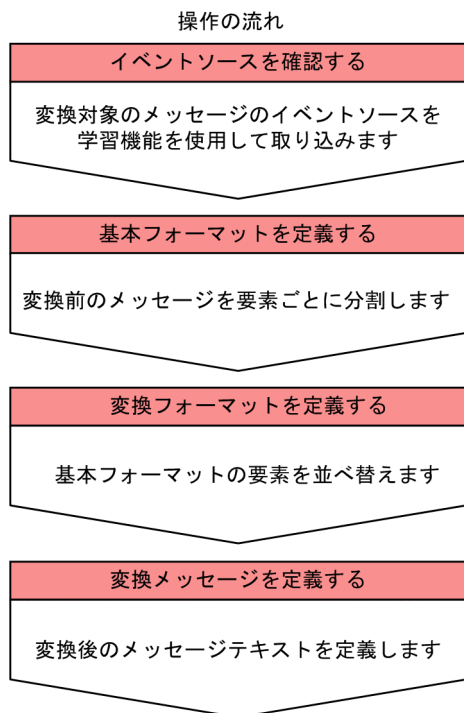 操作の流れ
イベントソースを確認する
変換対象のメッセージのイベントソースを
学習機能を使用して取り込みます
基本フォーマットを定義する
変換前のメッセージを要素ごとに分割します
変換フォーマットを定義する
基本フォーマットの要素を並べ替えます
変換メッセージを定義する
変換後のメッセージテキストを定義します